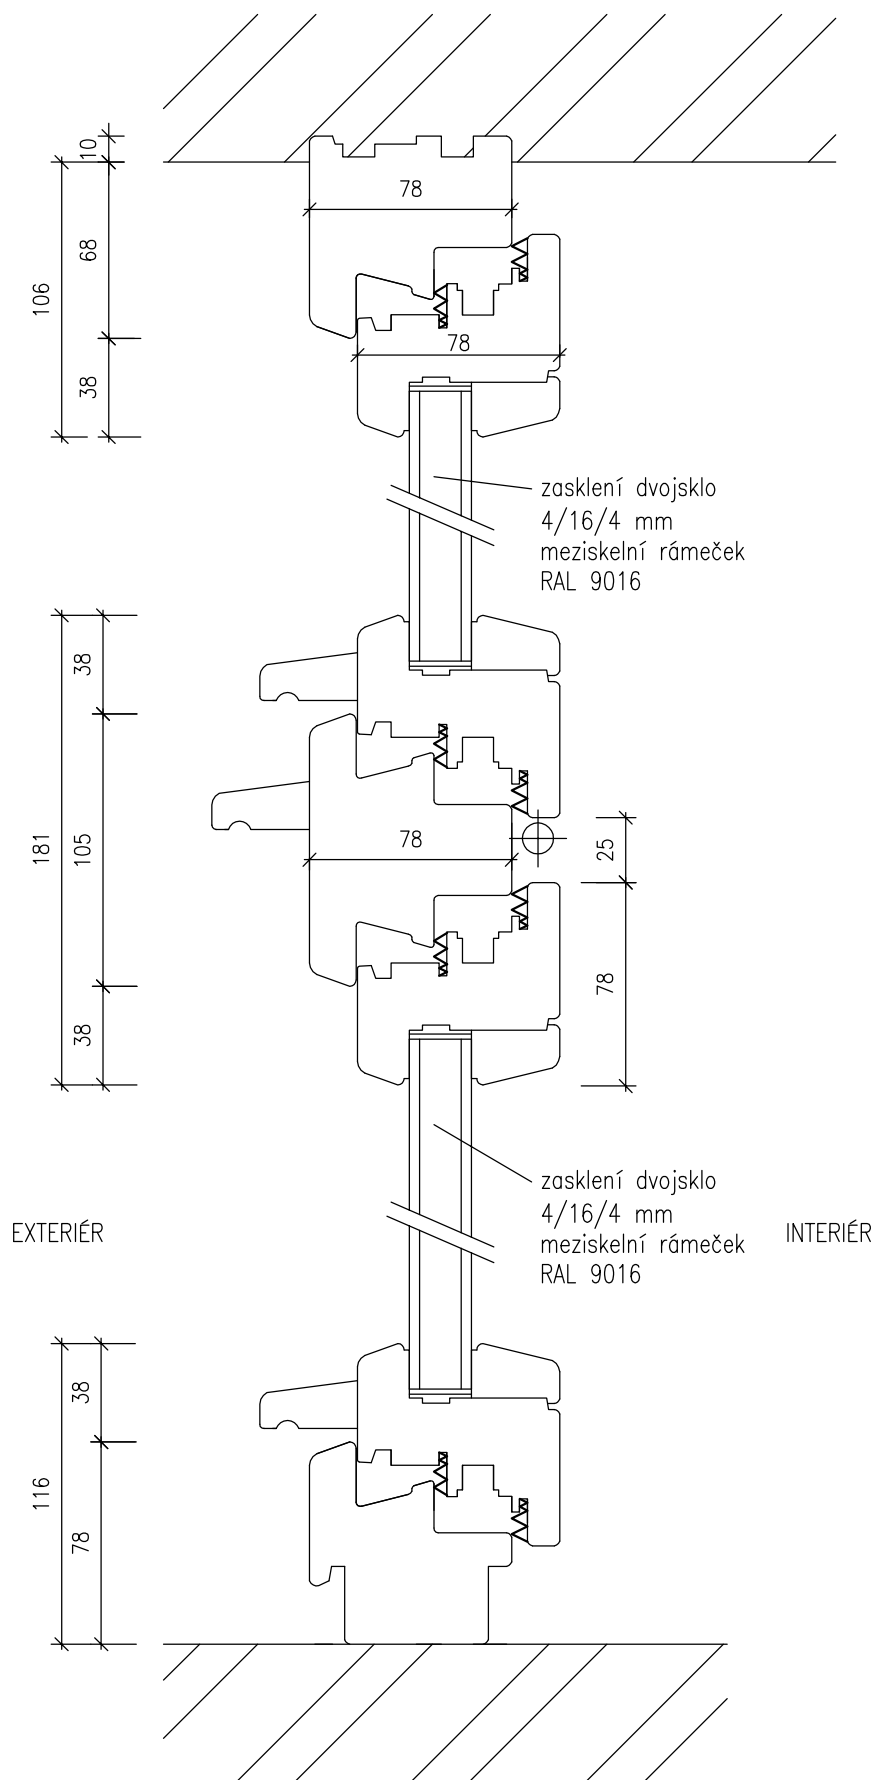 10
78
68
106
78
38
zasklení dvojsklo
4/16/4 mm
meziskelní rámeček
RAL 9016
38
181
105
78
25
78
38
zasklení dvojsklo
4/16/4 mm
meziskelní rámeček
RAL 9016
EXTERIÉR
INTERIÉR
38
116
78